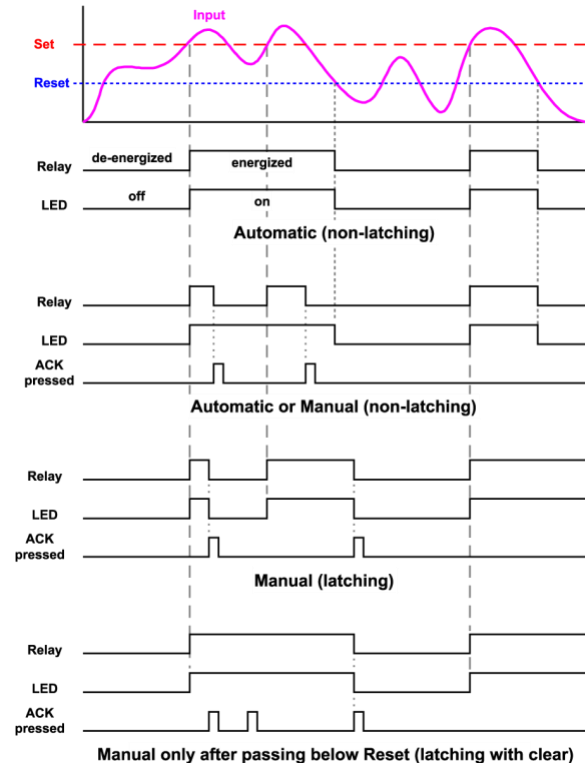 Input
Set
Reset
de-energized energized
Relay
off on
LED
Automatic (non-latching)
Relay
LED
ACK
pressed
Automatic or Manual (non-latching)
Relay
LED
ACK
pressed
Manual (latching)
Relay
LED
ACK
pressed
Manual only after passing below Reset (latching with clear)